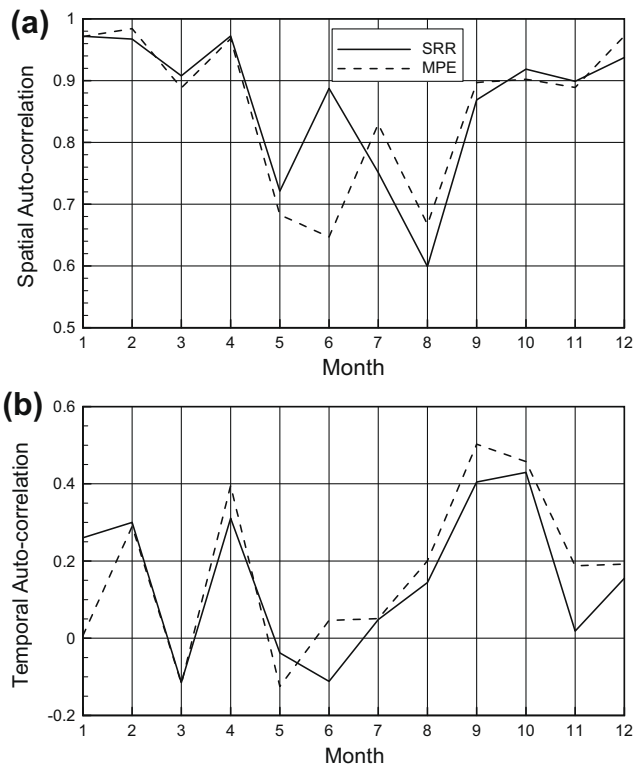 (a)
1
0.9
0.8
0.7
0.6
0.5
Spatial Auto-correlation
SRR
MPE
1 2 3 4 5 6 7 8 9 10 11 12
Month
(b)
0.6
0.4
0.2
0
-0.2
Temporal Auto-correlation
1 2 3 4 5 6 7 8 9 10 11 12
Month